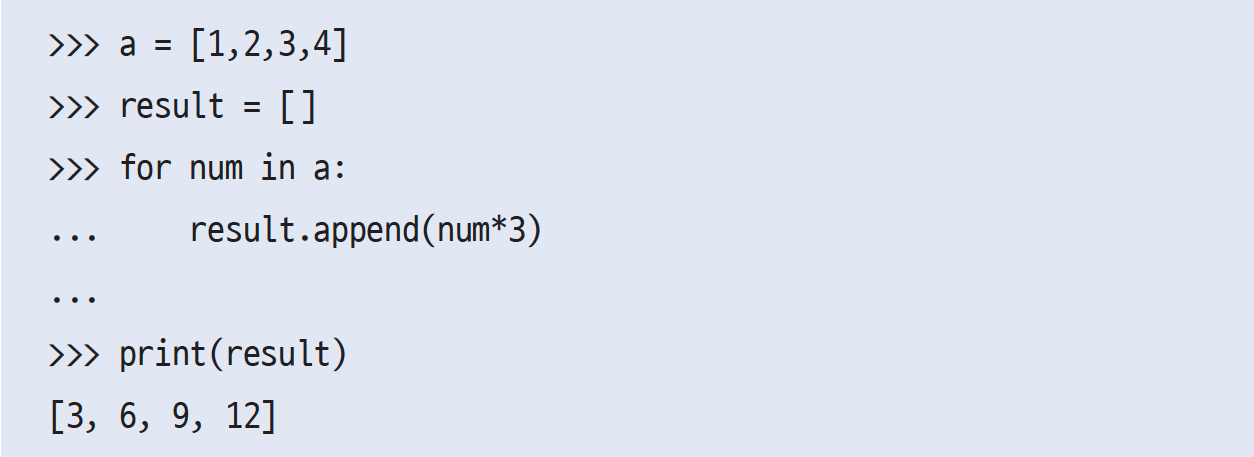 >>> a = [1,2,3,4]
>>> result = []
>>> for num in a:
...     result.append(num*3)
...
>>> print(result)
[3, 6, 9, 12]